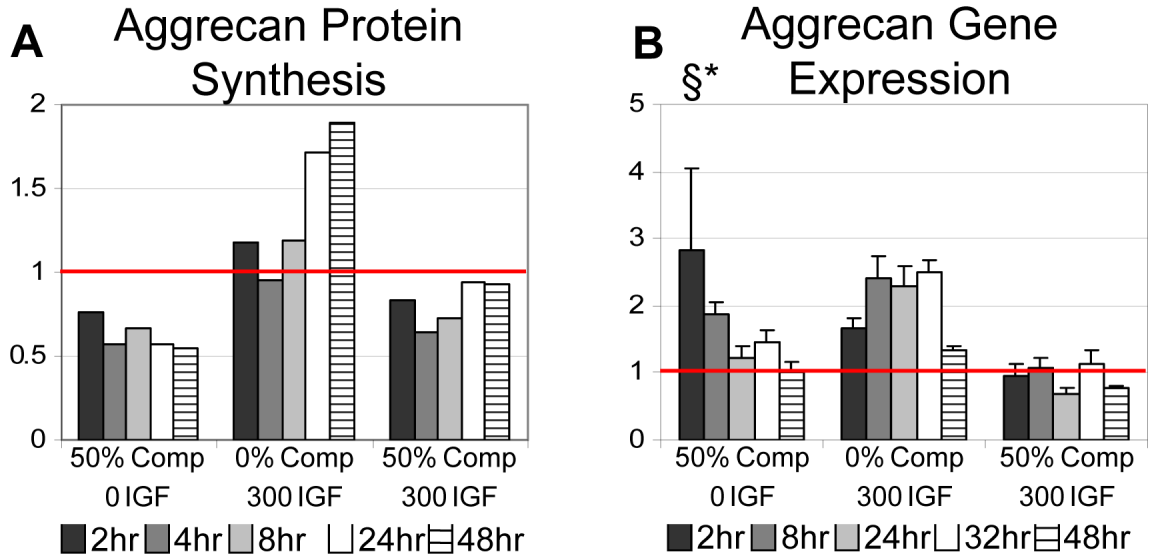 A
Aggrecan Protein
Synthesis
2
1.5
1
0.5
0
50% Comp 0% Comp 50% Comp
0 IGF 300 IGF 300 IGF
2hr 4hr 8hr 24hr 48hr
B
Aggrecan Gene
Expression
§*
5
4
3
2
1
0
50% Comp 0% Comp 50% Comp
0 IGF 300 IGF 300 IGF
2hr 8hr 24hr 32hr 48hr